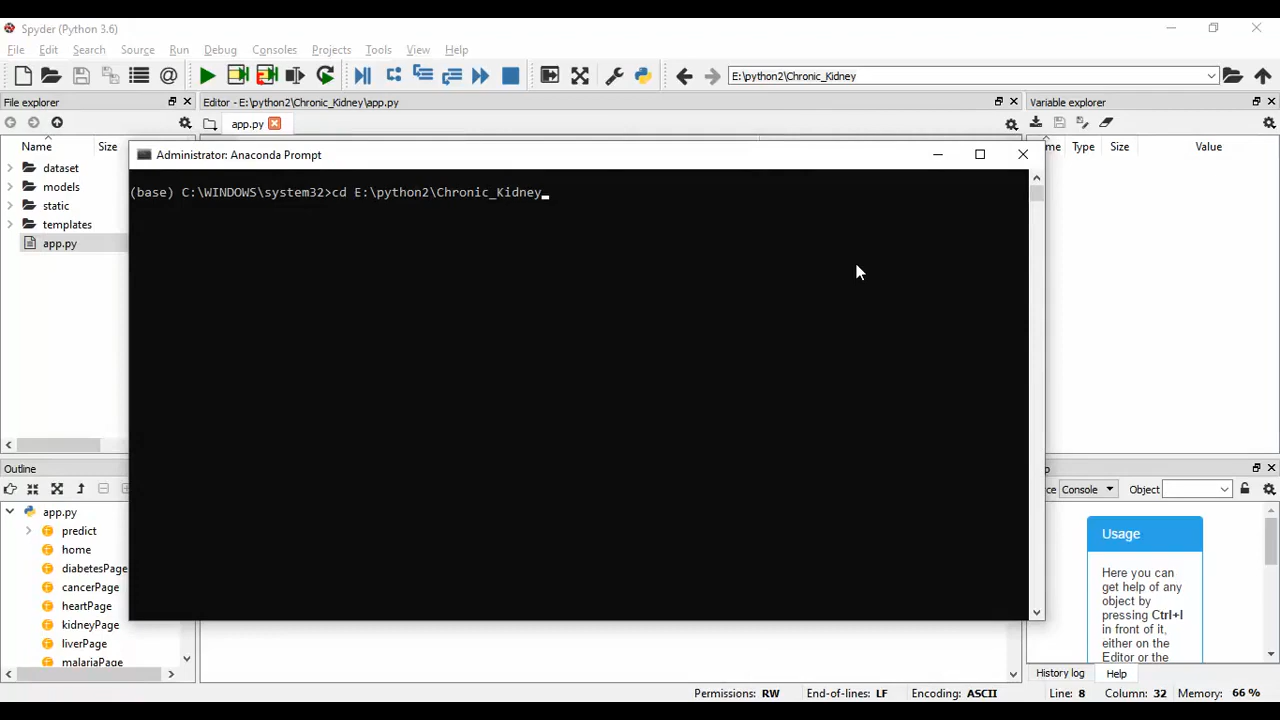 Spyder (Python 3.6)
File Edit Search Source Run Debug Consoles Projects Tools View Help
E:\python2\Chronic_Kidney
File explorer
Editor - E:\python2\Chronic_Kidney\app.py
Variable explorer
app.py
Name Size
me Type Size Value
dataset
models
static
templates
app.py
Administrator: Anaconda Prompt
(base) C:\WINDOWS\system32>cd E:\python2\Chronic_Kidney
Outline
app.py
predict
home
diabetesPage
cancerPage
heartPage
kidneyPage
liverPage
malariaPage
p
ce Console Object
Usage
Here you can
get help of any
object by
pressing Ctrl+I
in front of it,
either on the
Editor or the
History log Help
Permissions: RW End-of-lines: LF Encoding: ASCII Line: 8 Column: 32 Memory: 66 %